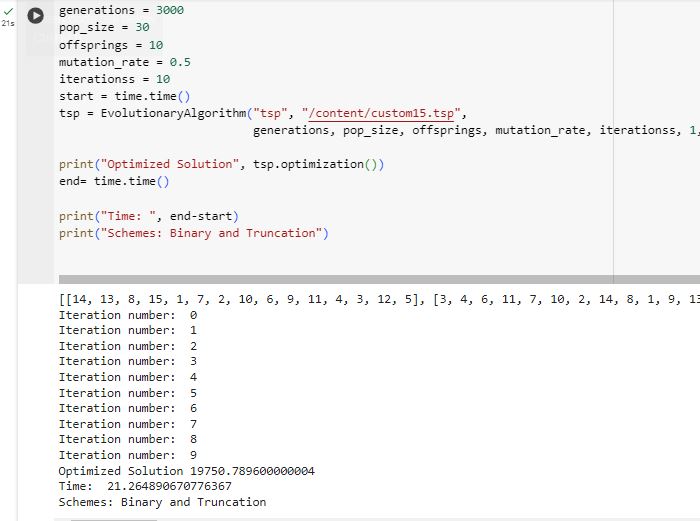 21s
generations = 3000
pop_size = 30
offsprings = 10
mutation_rate = 0.5
iterationss = 10
start = time.time()
tsp = EvolutionaryAlgorithm("tsp", "/content/custom15.tsp",
generations, pop_size, offsprings, mutation_rate, iterationss, 1,
print("Optimized Solution", tsp.optimization())
end= time.time()
print("Time: ", end-start)
print("Schemes: Binary and Truncation")
[[14, 13, 8, 15, 1, 7, 2, 10, 6, 9, 11, 4, 3, 12, 5], [3, 4, 6, 11, 7, 10, 2, 14, 8, 1, 9, 13
Iteration number:  0
Iteration number:  1
Iteration number:  2
Iteration number:  3
Iteration number:  4
Iteration number:  5
Iteration number:  6
Iteration number:  7
Iteration number:  8
Iteration number:  9
Optimized Solution 19750.789600000004
Time:  21.264890670776367
Schemes: Binary and Truncation